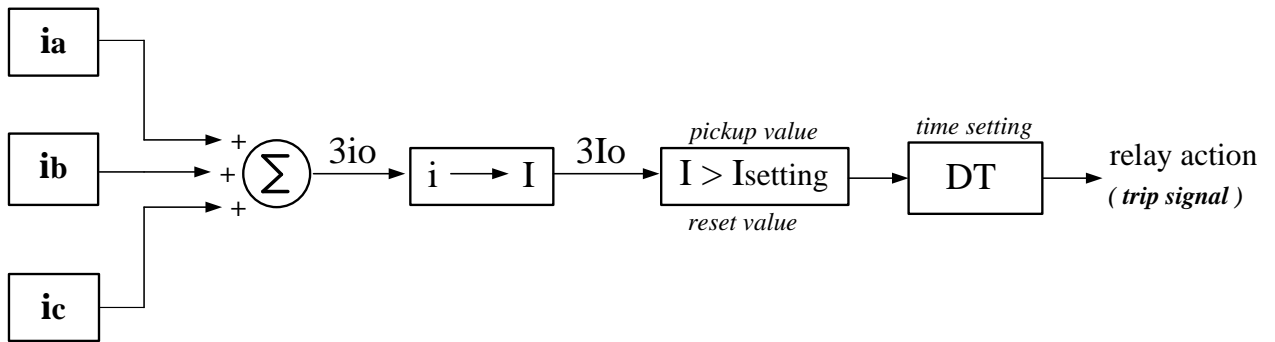 ia
ib
ic
+
+
+
Σ
3io
i → I
3Io
pickup value
I > Isetting
reset value
time setting
DT
relay action
( trip signal )